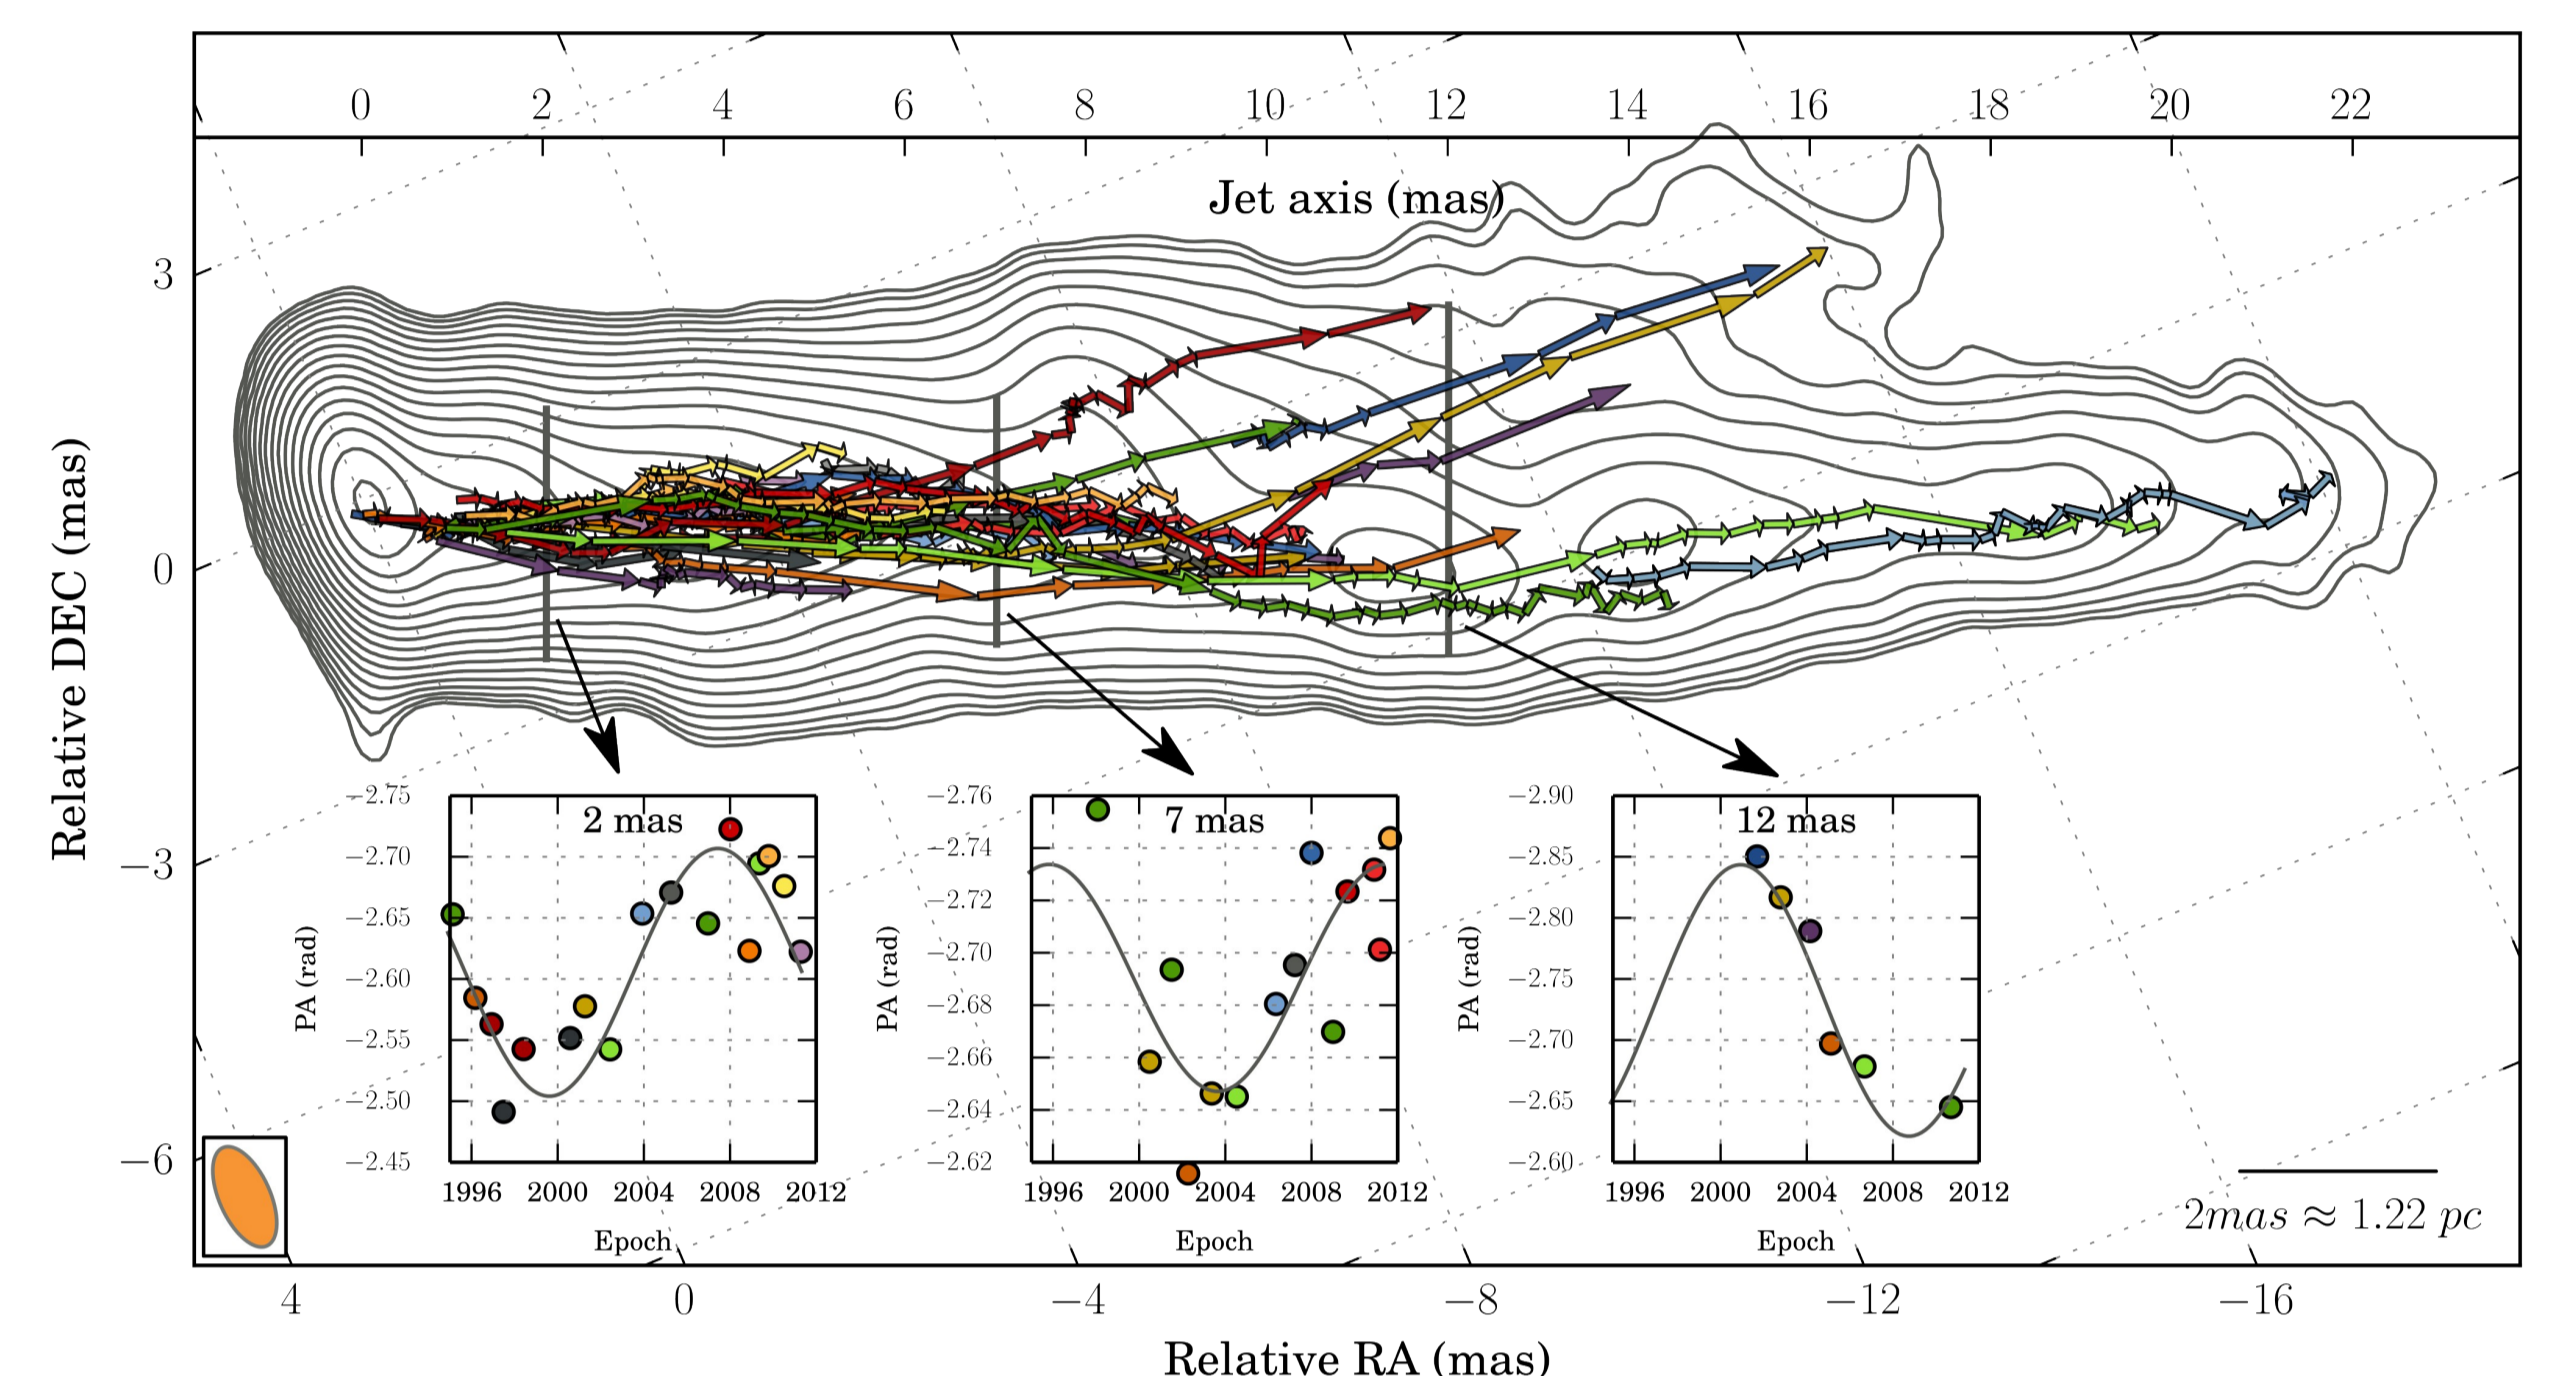 0 2 4 6 8 10 12 14 16 18 20 22
Jet axis (mas)
3
0
−3
−6
Relative DEC (mas)
2 mas
−2.75
−2.70
−2.65
−2.60
−2.55
−2.50
−2.45
PA (rad)
1996 2000 2004 2008 2012
Epoch
7 mas
−2.76
−2.74
−2.72
−2.70
−2.68
−2.66
−2.64
−2.62
PA (rad)
1996 2000 2004 2008 2012
Epoch
12 mas
−2.90
−2.85
−2.80
−2.75
−2.70
−2.65
−2.60
PA (rad)
1996 2000 2004 2008 2012
Epoch
2mas ≈ 1.22 pc
4 0 −4 −8 −12 −16
Relative RA (mas)